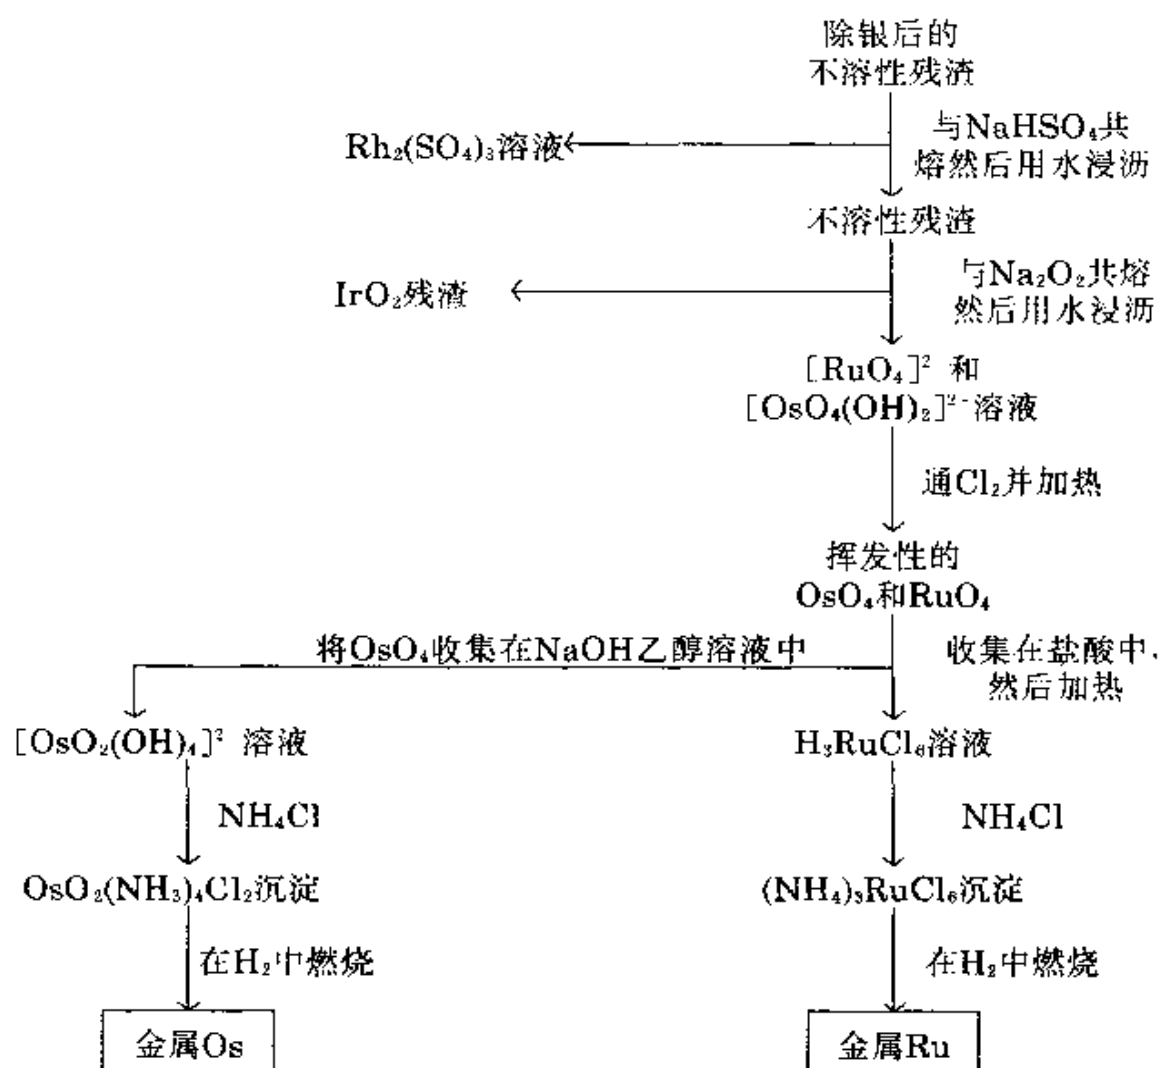 除银后的
不溶性残渣
与NaHSO₄共
熔然后用水浸沥
Rh₂(SO₄)₃溶液
不溶性残渣
与Na₂O₂共熔
然后用水浸沥
IrO₂残渣
[RuO₄]² 和
[OsO₄(OH)₂]²⁻溶液
通Cl₂并加热
挥发性的
OsO₄和RuO₄
将OsO₄收集在NaOH乙醇溶液中
收集在盐酸中,
然后加热
[OsO₂(OH)₄]² 溶液
H₃RuCl₆溶液
NH₄Cl
NH₄Cl
OsO₂(NH₃)₄Cl₂沉淀
(NH₄)₃RuCl₆沉淀
在H₂中燃烧
在H₂中燃烧
金属Os
金属Ru